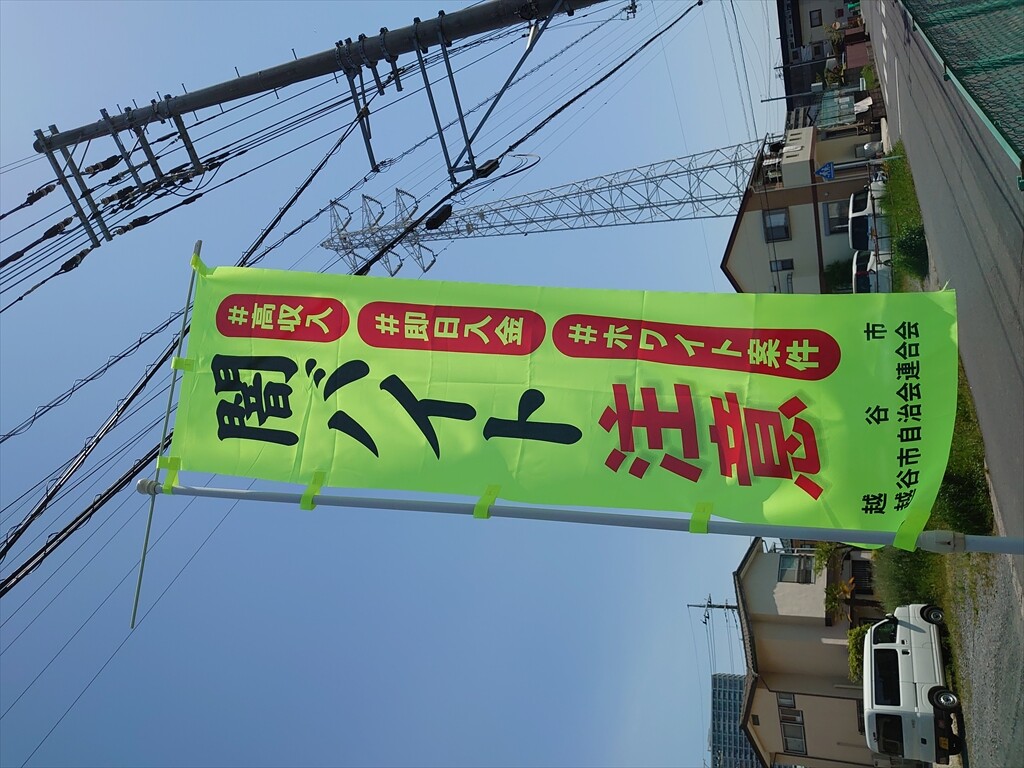 #高収入
#即日入金
#ホワイト案件
闇バイト
注意
越谷市
越谷市自治会連合会